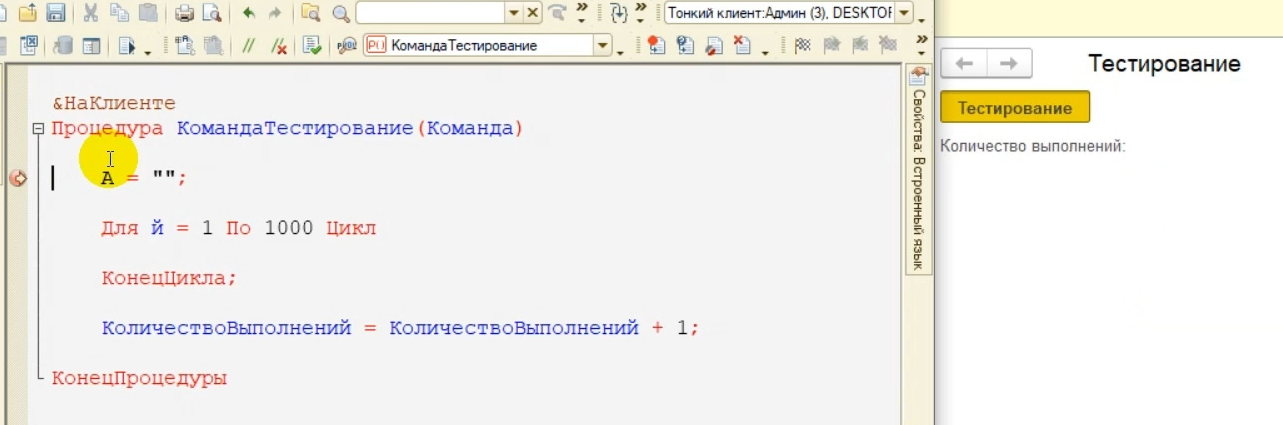 Тонкий клиент:Админ (3), DESKTOF
КомандаТестирование
&НаКлиенте
Процедура КомандаТестирование(Команда)
А = "";
Для й = 1 По 1000 Цикл
КонецЦикла;
КоличествоВыполнений = КоличествоВыполнений + 1;
КонецПроцедуры
Свойства: Встроенный язык
Тестирование
Тестирование
Количество выполнений: